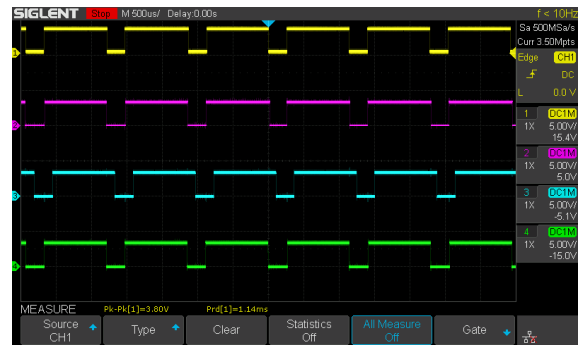 SIGLENT Stop M 500us/ Delay:0.00s f < 10Hz
Sa 500MSa/s
Curr 3.50Mpts
Edge CH1
DC
L 0.0 V
1 DC1M
1X 5.00V/
15.4V
2 DC1M
1X 5.00V/
5.0V
3 DC1M
1X 5.00V/
-5.1V
4 DC1M
1X 5.00V/
-15.0V
MEASURE Pk-Pk[1]=3.80V Prd[1]=1.14ms
Source CH1
Type
Clear
Statistics Off
All Measure Off
Gate